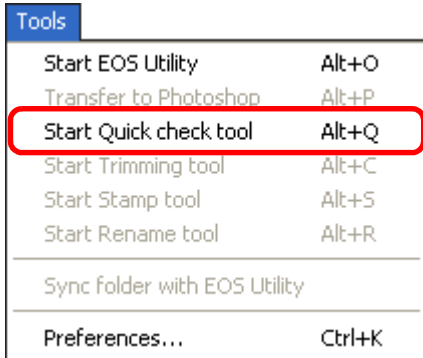 Tools
Start EOS Utility Alt+O
Transfer to Photoshop Alt+P
Start Quick check tool Alt+Q
Start Trimming tool Alt+C
Start Stamp tool Alt+S
Start Rename tool Alt+R
Sync folder with EOS Utility
Preferences... Ctrl+K